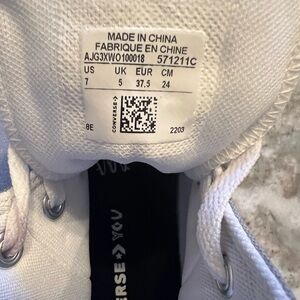 MADE IN CHINA
FABRIQUE EN CHINE
AJG3XWO100018 571211C
US UK EUR CM
7 5 37.5 24
CONVERSE
8E 2203
ERSE > YOU